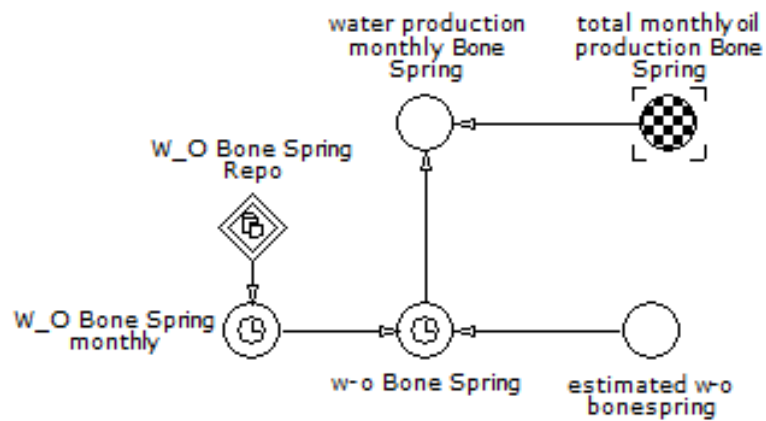 water production
monthly Bone
Spring
total monthly oil
production Bone
Spring
W_O Bone Spring
Repo
W_O Bone Spring
monthly
w-o Bone Spring
estimated w-o
bonespring